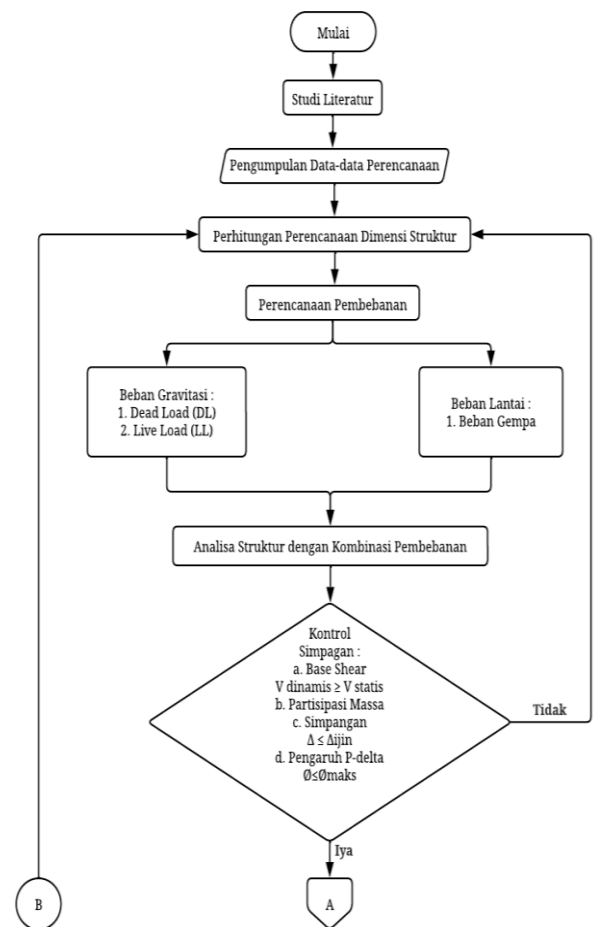 Mulai
Studi Literatur
Pengumpulan Data-data Perencanaan
Perhitungan Perencanaan Dimensi Struktur
Perencanaan Pembebanan
Beban Gravitasi :
1. Dead Load (DL)
2. Live Load (LL)
Beban Lantai :
1. Beban Gempa
Analisa Struktur dengan Kombinasi Pembebanan
Kontrol
Simpagan :
a. Base Shear
V dinamis ≥ V statis
b. Partisipasi Massa
c. Simpangan
Δ ≤ Δijin
d. Pengaruh P-delta
Ø≤Ømaks
Tidak
Iya
B
A